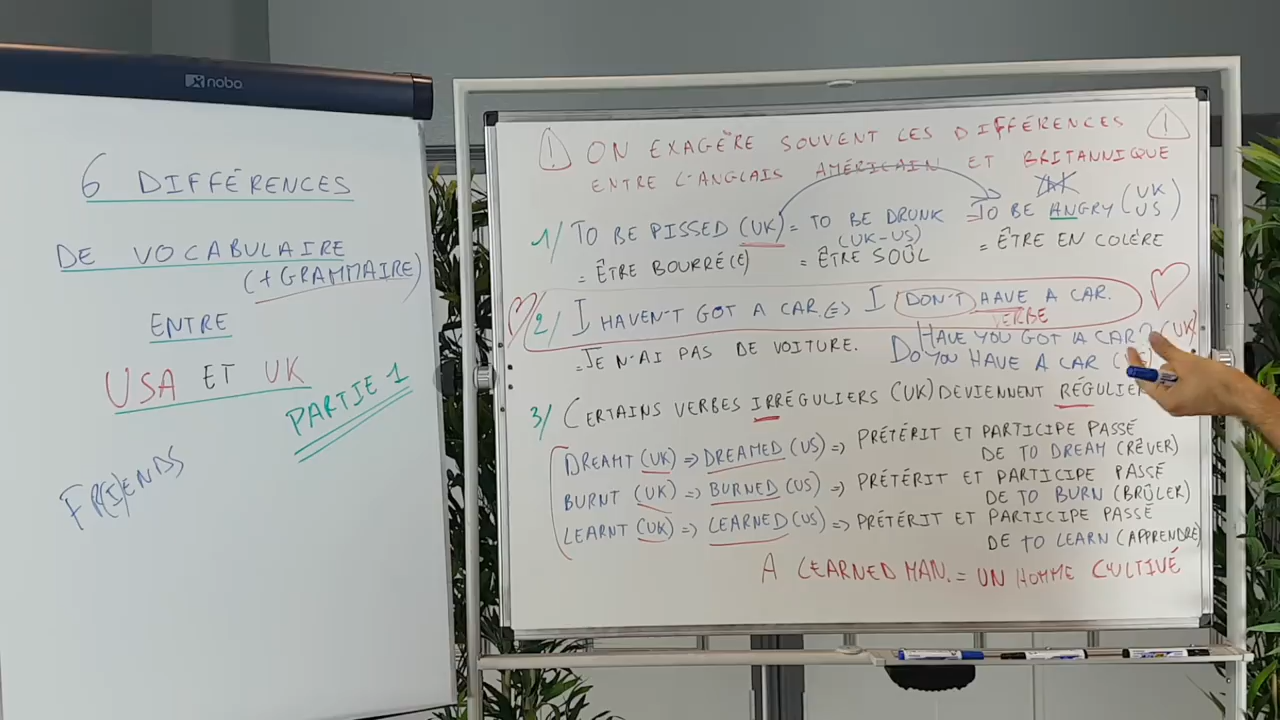 nobo
6 DIFFÉRENCES
DE VOCABULAIRE
(+GRAMMAIRE)
ENTRE
USA ET UK
PARTIE 1
FRIENDS
! ON EXAGÈRE SOUVENT LES DIFFÉRENCES !
ENTRE L'ANGLAIS AMÉRICAIN ET BRITANNIQUE
1/ TO BE PISSED (UK) = TO BE DRUNK = TO BE ANGRY (UK US)
(UK-US)
= ÊTRE BOURRÉ(E) = ÊTRE SOÛL = ÊTRE EN COLÈRE
2/ I HAVEN'T GOT A CAR. <=> I DON'T HAVE A CAR.
VERBE
= JE N'AI PAS DE VOITURE.
HAVE YOU GOT A CAR? (UK)
DO YOU HAVE A CAR
3/ CERTAINS VERBES IRRÉGULIERS (UK) DEVIENNENT RÉGULIER
DREAMT (UK) => DREAMED (US) => PRÉTÉRIT ET PARTICIPE PASSÉ
DE TO DREAM (RÊVER)
BURNT (UK) => BURNED (US) => PRÉTÉRIT ET PARTICIPE PASSÉ
DE TO BURN (BRÛLER)
LEARNT (UK) => LEARNED (US) => PRÉTÉRIT ET PARTICIPE PASSÉ
DE TO LEARN (APPRENDRE)
A LEARNED MAN. = UN HOMME CULTIVÉ